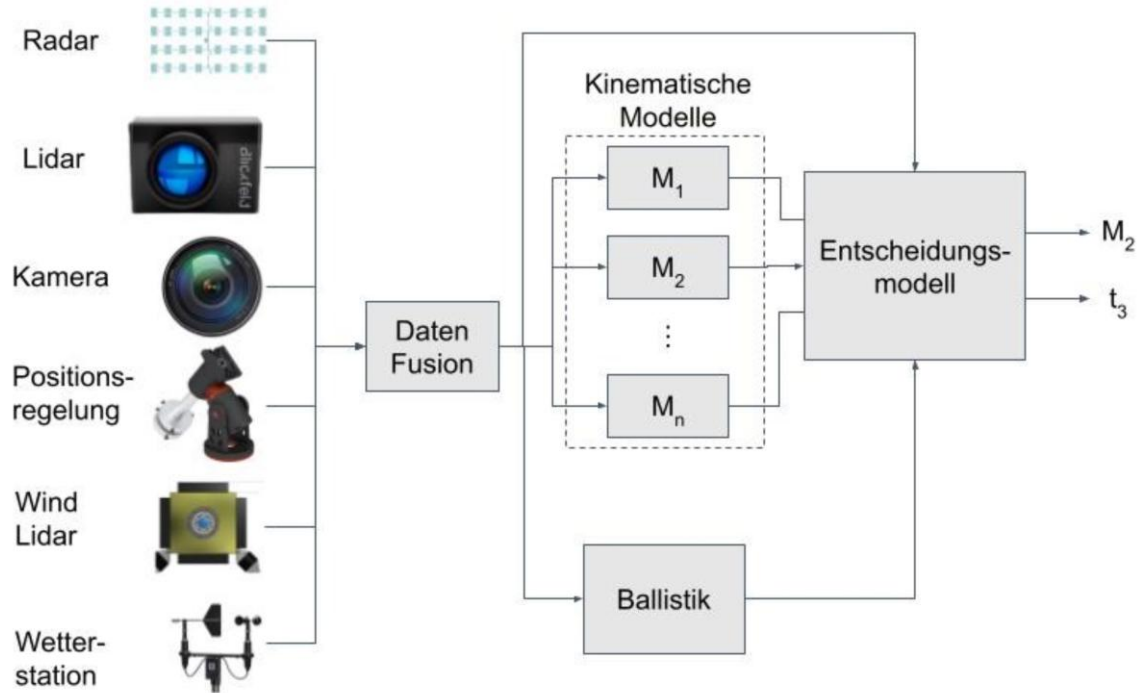 Radar
Lidar
Kamera
Positions-
regelung
Wind
Lidar
Wetter-
station
Daten
Fusion
Kinematische
Modelle
M₁
M₂
⋮
Mₙ
Ballistik
Entscheidungs-
modell
M₂
t₃